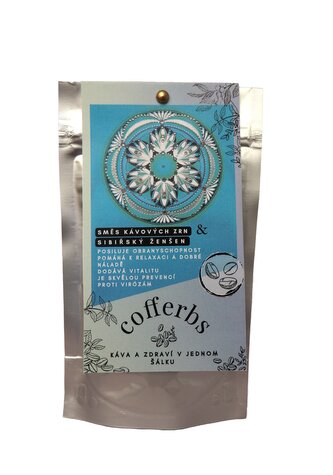 SMĚS KÁVOVÝCH ZRN
&
SIBIŘSKÝ ŽENŠEN
POSILUJE OBRANYSCHOPNOST
POMÁHÁ K RELAXACI A DOBRÉ
NÁLADĚ
DODÁVÁ VITALITU
JE SKVĚLOU PREVENCÍ
PROTI VIRÓZÁM
cofferbs
KÁVA A ZDRAVÍ V JEDNOM
ŠÁLKU